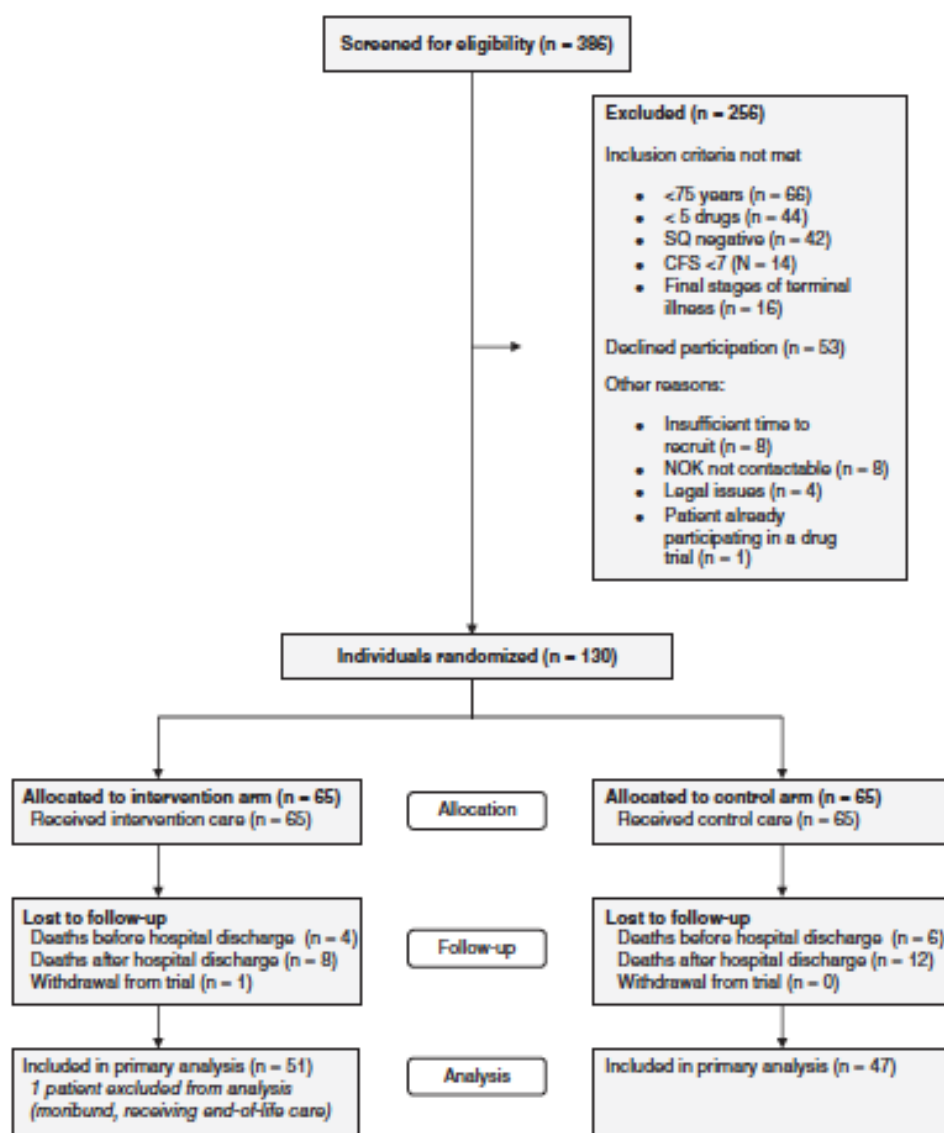 Screened for eligibility (n = 386)
Excluded (n = 256)
Inclusion criteria not met
• <75 years (n = 66)
• < 5 drugs (n = 44)
• SQ negative (n = 42)
• CFS <7 (N = 14)
• Final stages of terminal
illness (n = 16)
Declined participation (n = 53)
Other reasons:
• Insufficient time to
recruit (n = 8)
• NOK not contactable (n = 8)
• Legal issues (n = 4)
• Patient already
participating in a drug
trial (n = 1)
Individuals randomized (n = 130)
Allocated to intervention arm (n = 65)
Received intervention care (n = 65)
Allocation
Allocated to control arm (n = 65)
Received control care (n = 65)
Lost to follow-up
Deaths before hospital discharge (n = 4)
Deaths after hospital discharge (n = 8)
Withdrawal from trial (n = 1)
Follow-up
Lost to follow-up
Deaths before hospital discharge (n = 6)
Deaths after hospital discharge (n = 12)
Withdrawal from trial (n = 0)
Included in primary analysis (n = 51)
1 patient excluded from analysis
(moribund, receiving end-of-life care)
Analysis
Included in primary analysis (n = 47)